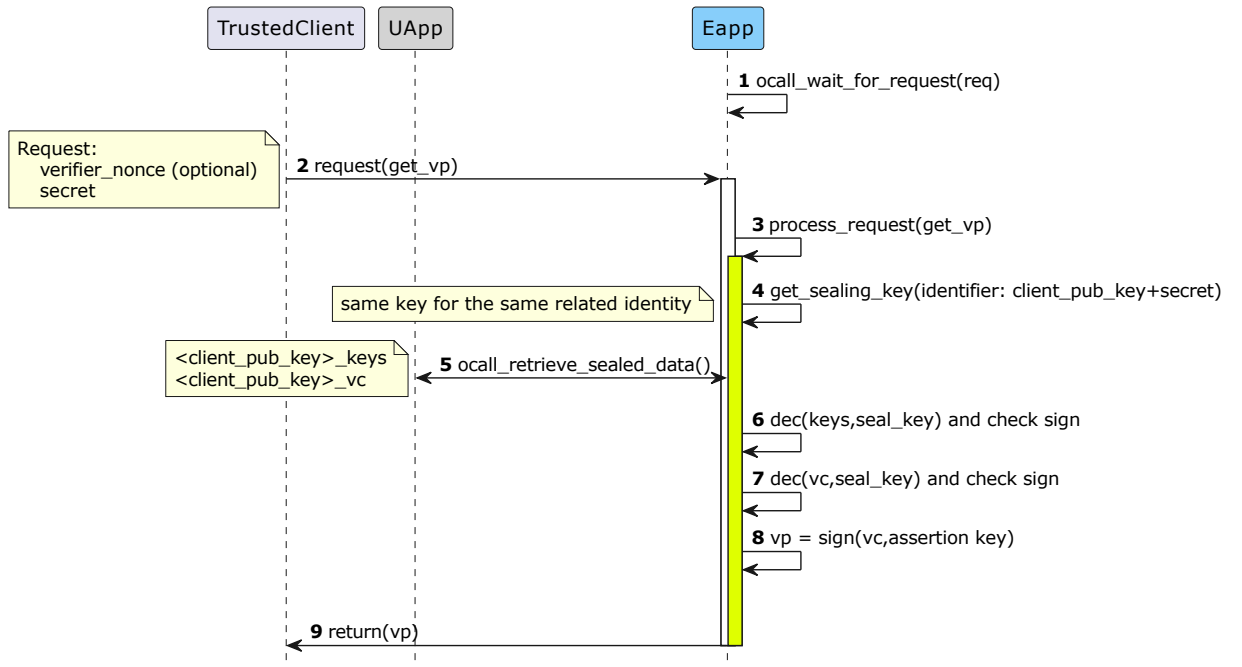 TrustedClient
UApp
Eapp
1 ocall_wait_for_request(req)
Request:
verifier_nonce (optional)
secret
2 request(get_vp)
3 process_request(get_vp)
same key for the same related identity
4 get_sealing_key(identifier: client_pub_key+secret)
<client_pub_key>_keys
<client_pub_key>_vc
5 ocall_retrieve_sealed_data()
6 dec(keys,seal_key) and check sign
7 dec(vc,seal_key) and check sign
8 vp = sign(vc,assertion key)
9 return(vp)